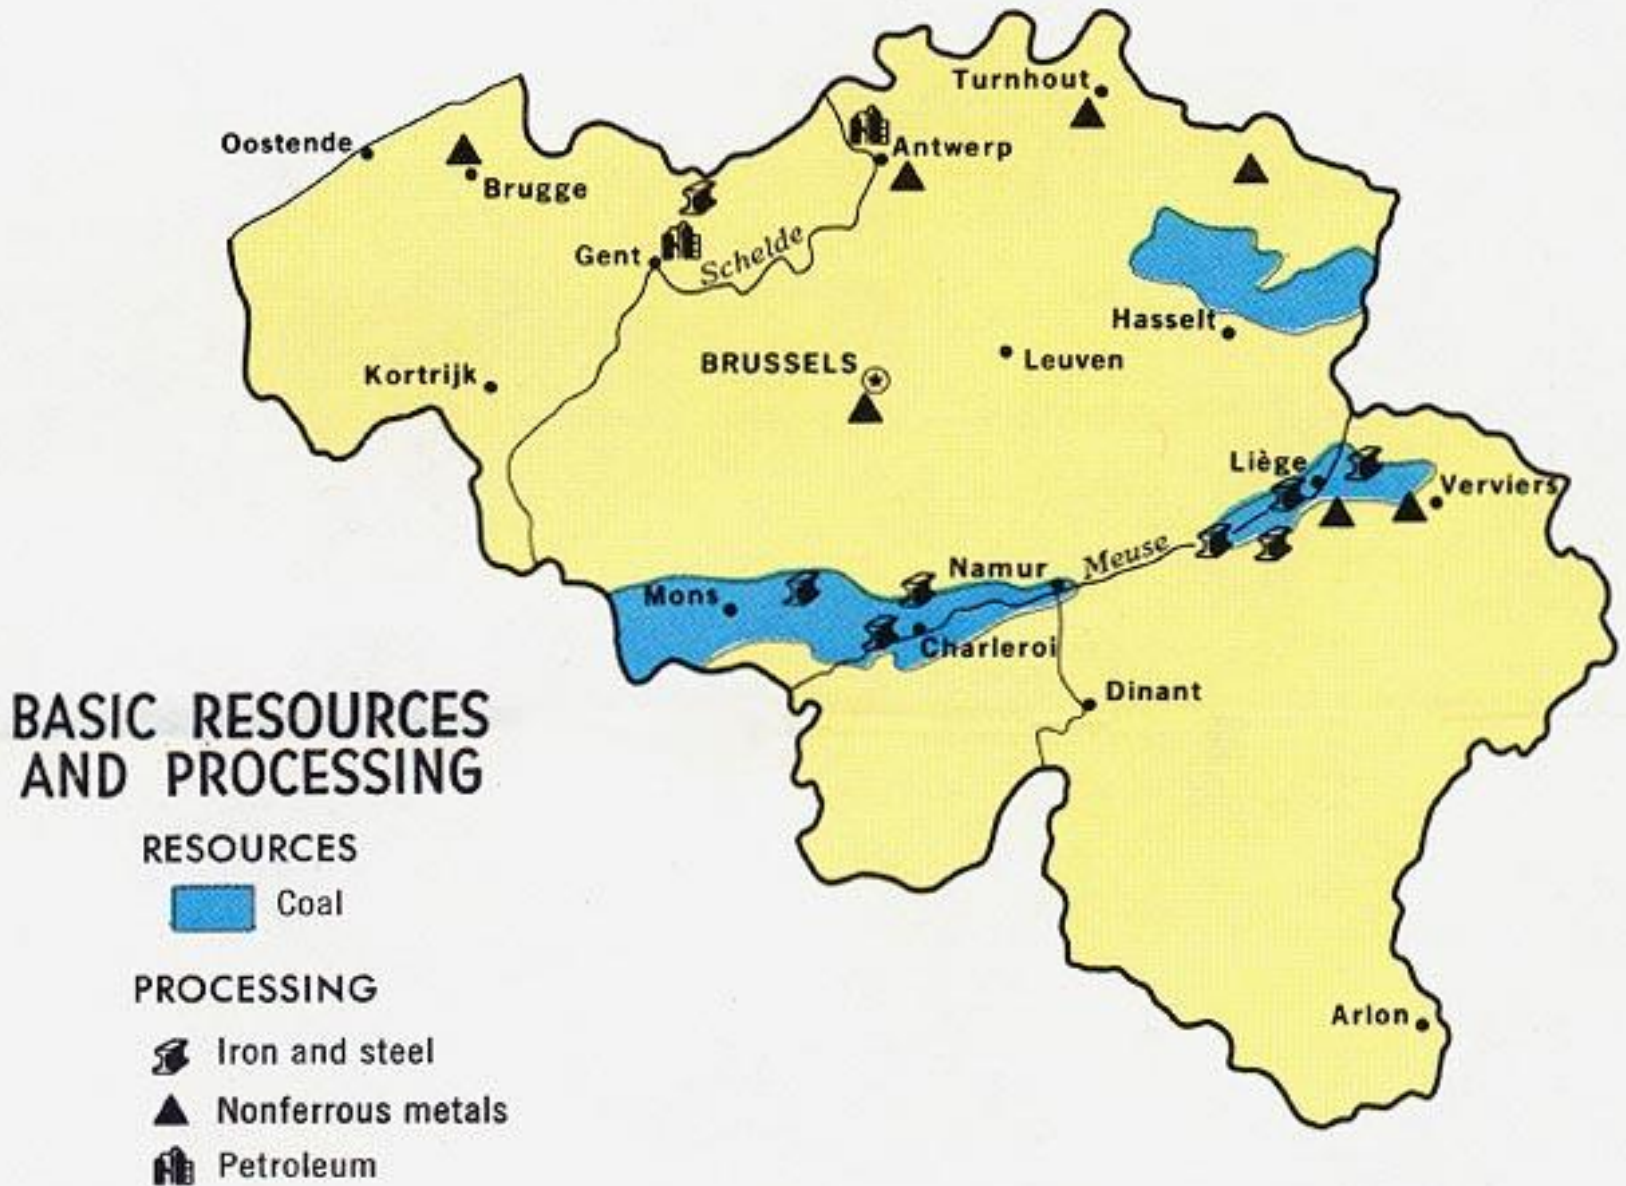 Turnhout
Oostende
Antwerp
Brugge
Gent
Schelde
Hasselt
BRUSSELS
Leuven
Kortrijk
Liège
Verviers
Meuse
Namur
Mons
Charleroi
Dinant
Arlon
BASIC RESOURCES
AND PROCESSING
RESOURCES
Coal
PROCESSING
Iron and steel
Nonferrous metals
Petroleum